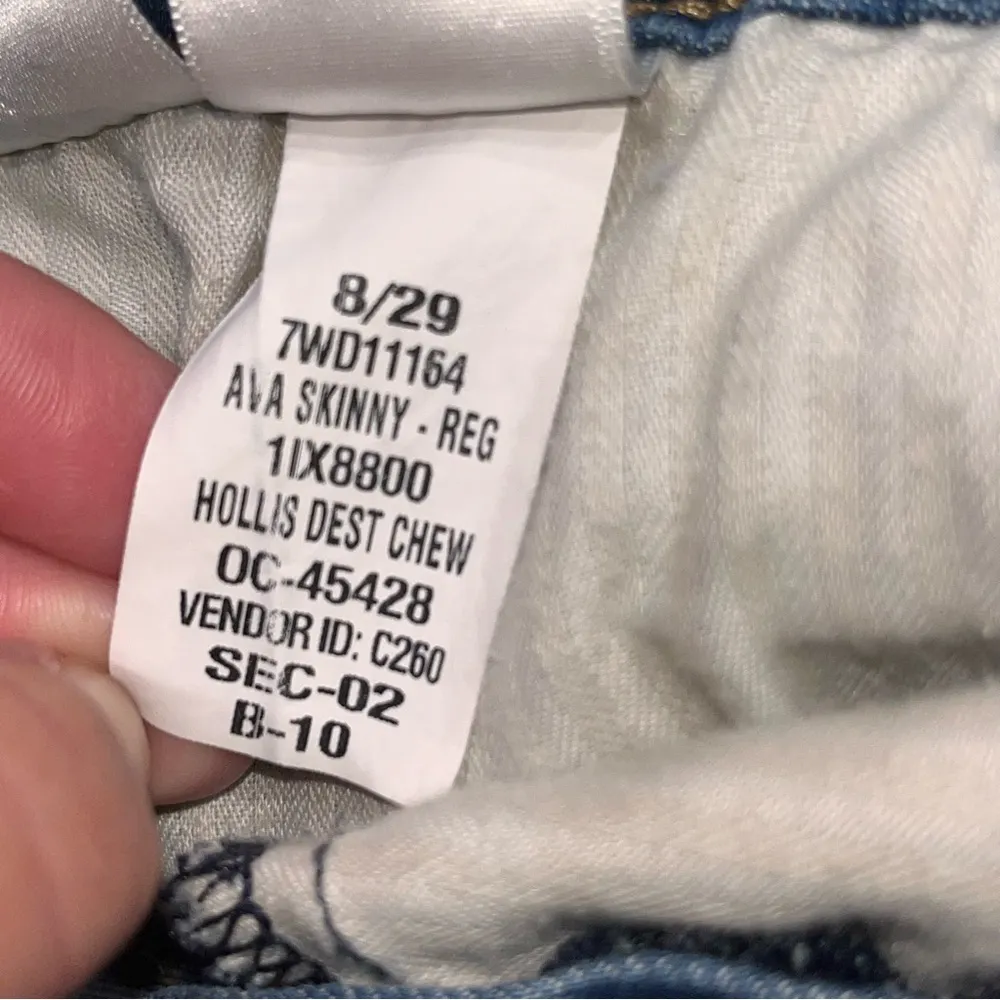 8/29
7WD11164
AVA SKINNY - REG
1IX8800
HOLLIS DEST CHEW
OC-45428
VENDOR ID: C260
SEC-02
B-10